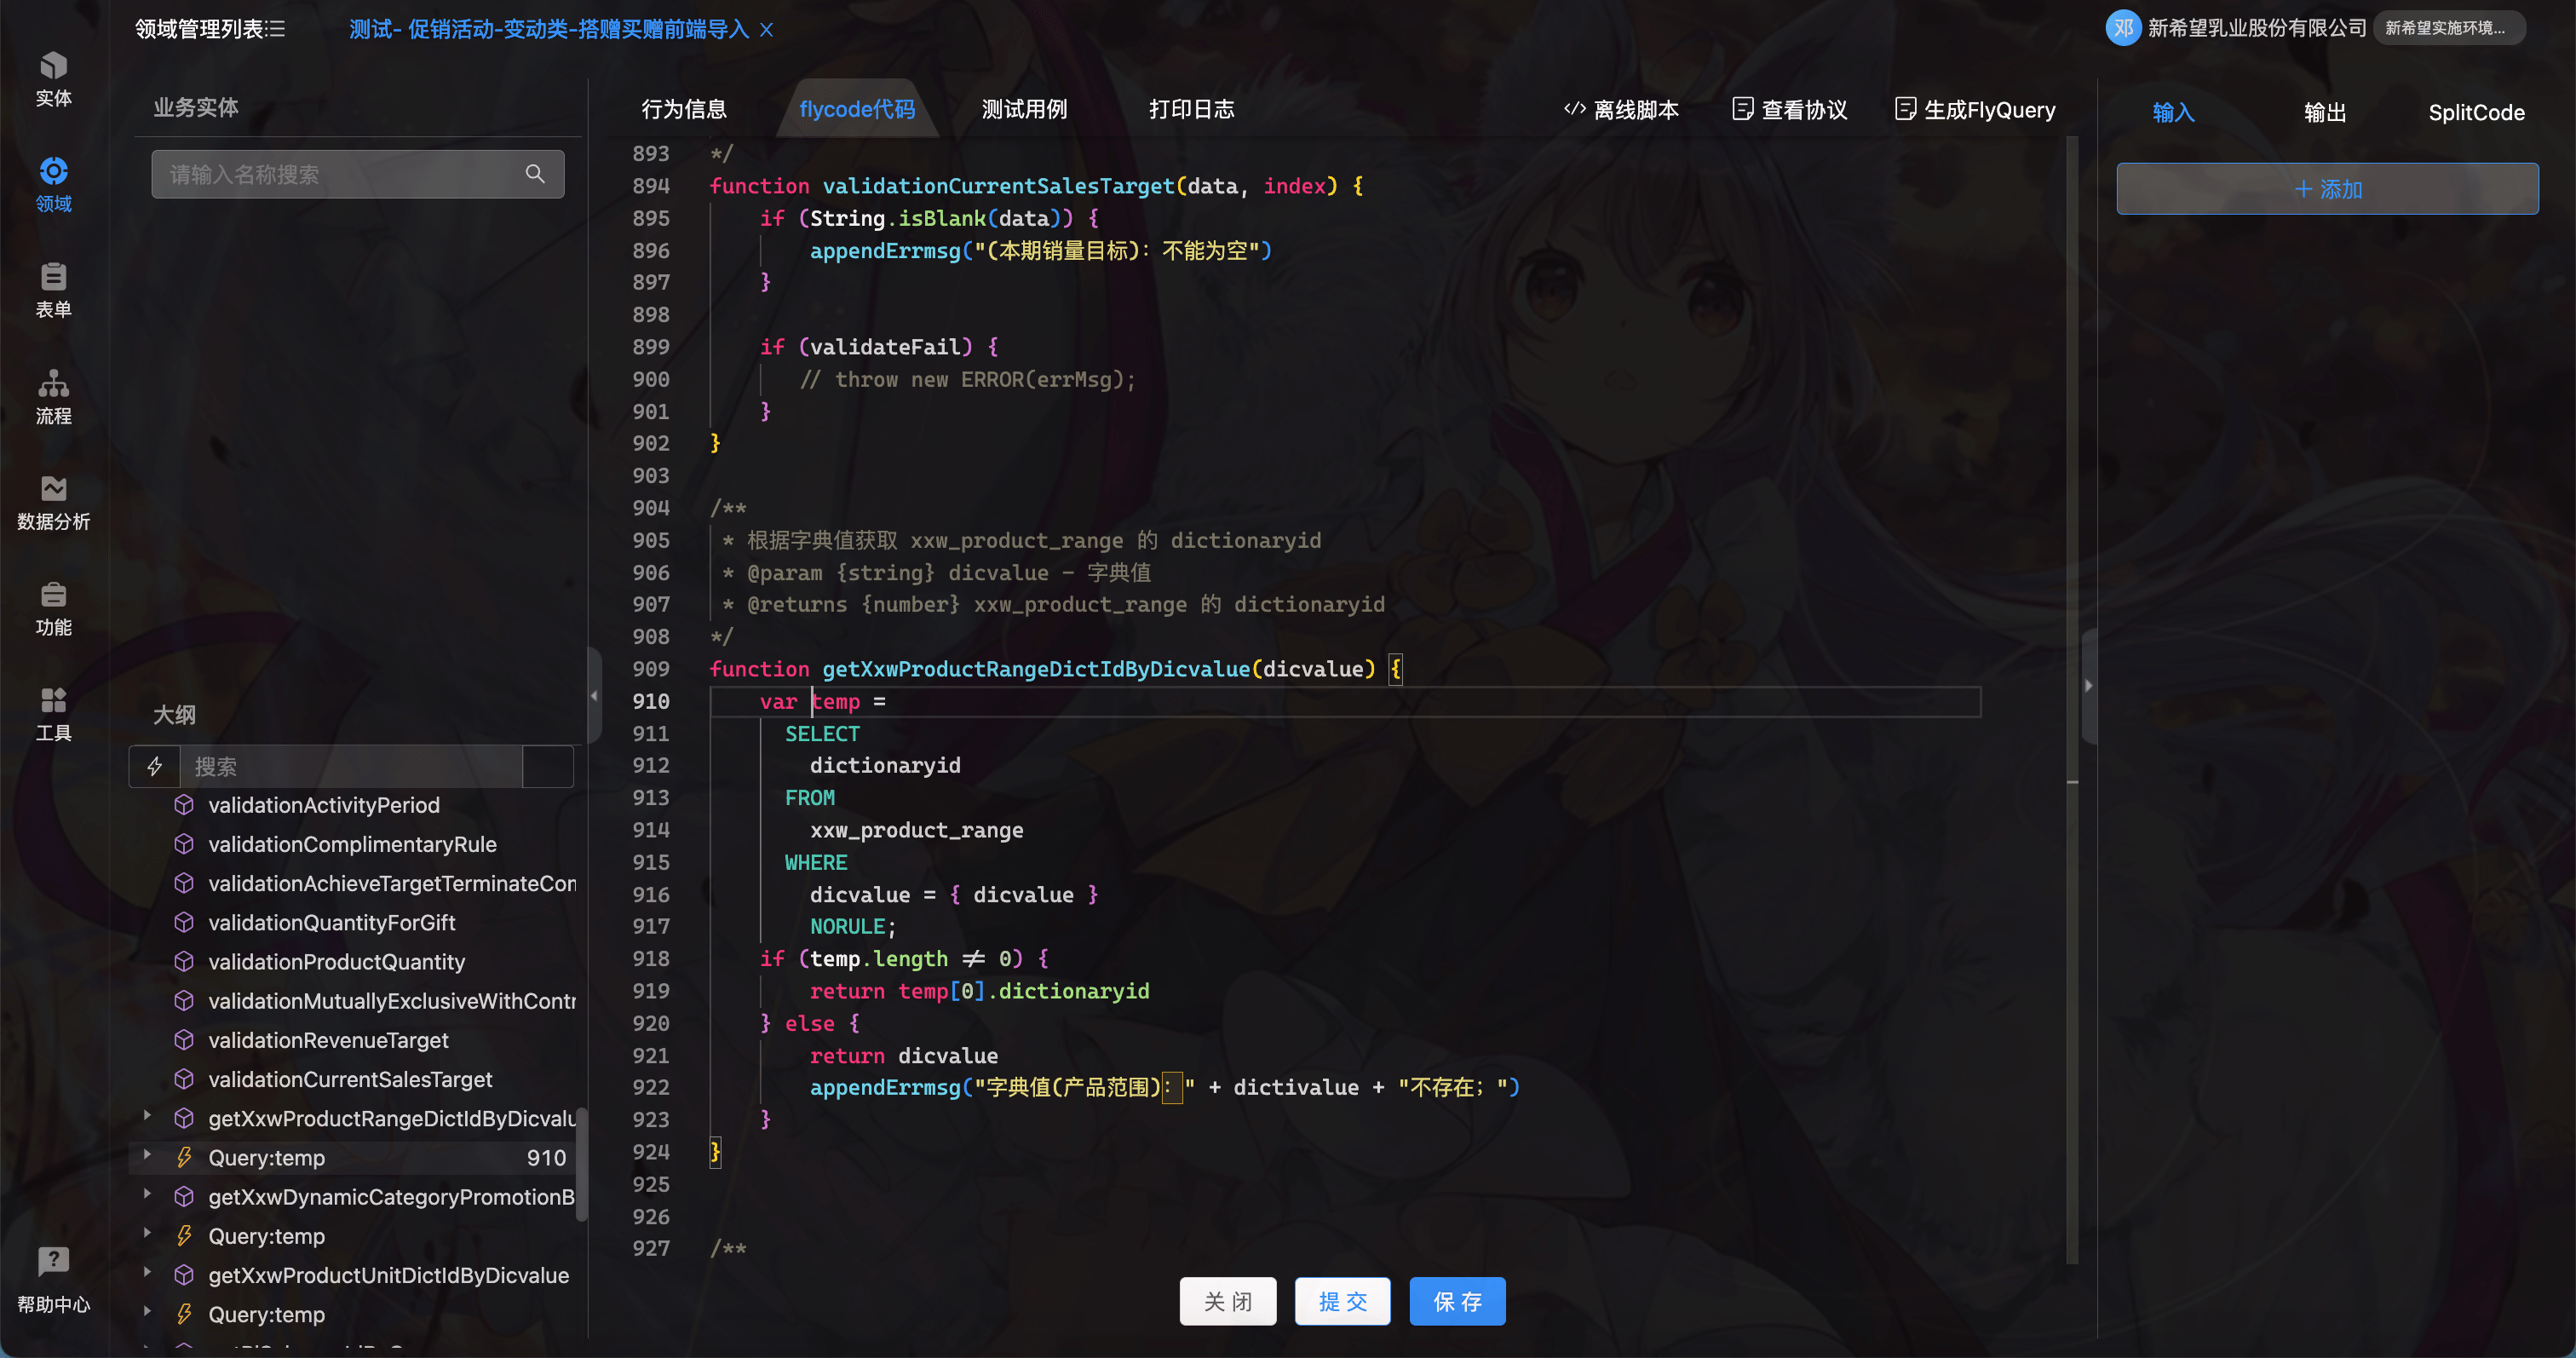 领域管理列表
测试- 促销活动-变动类-搭赠买赠前端导入 X
邓 新希望乳业股份有限公司 新希望实施环境...
实体
领域
表单
流程
数据分析
功能
工具
帮助中心
业务实体
请输入名称搜索
大纲
搜索
validationActivityPeriod
validationComplimentaryRule
validationAchieveTargetTerminateCon
validationQuantityForGift
validationProductQuantity
validationMutuallyExclusiveWithContr
validationRevenueTarget
validationCurrentSalesTarget
getXxwProductRangeDictIdByDicvalu
Query:temp 910
getXxwDynamicCategoryPromotionB
Query:temp
getXxwProductUnitDictIdByDicvalue
Query:temp
行为信息 flycode代码 测试用例 打印日志 </> 离线脚本 查看协议 生成FlyQuery
893 */
894 function validationCurrentSalesTarget(data, index) {
895 if (String.isBlank(data)) {
896 appendErrmsg("(本期销量目标)：不能为空")
897 }
898
899 if (validateFail) {
900 // throw new ERROR(errMsg);
901 }
902 }
903
904 /**
905 * 根据字典值获取 xxw_product_range 的 dictionaryid
906 * @param {string} dicvalue - 字典值
907 * @returns {number} xxw_product_range 的 dictionaryid
908 */
909 function getXxwProductRangeDictIdByDicvalue(dicvalue) {
910 var temp =
911 SELECT
912 dictionaryid
913 FROM
914 xxw_product_range
915 WHERE
916 dicvalue = { dicvalue }
917 NORULE;
918 if (temp.length ≠ 0) {
919 return temp[0].dictionaryid
920 } else {
921 return dicvalue
922 appendErrmsg("字典值(产品范围)：" + dictivalue + "不存在；")
923 }
924 }
925
926
927 /**
关 闭 提 交 保 存
输入 输出 SplitCode
+ 添加